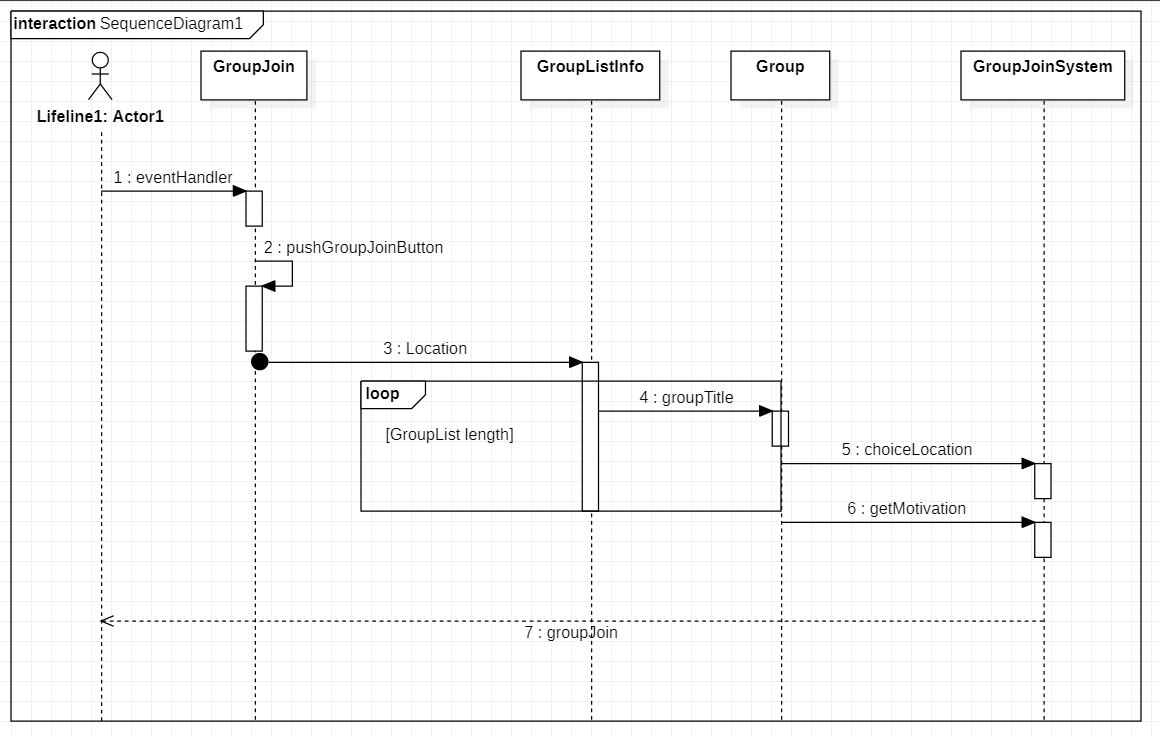 interaction SequenceDiagram1
GroupJoin
GroupListInfo
Group
GroupJoinSystem
Lifeline1: Actor1
1 : eventHandler
2 : pushGroupJoinButton
3 : Location
loop
4 : groupTitle
[GroupList length]
5 : choiceLocation
6 : getMotivation
7 : groupJoin